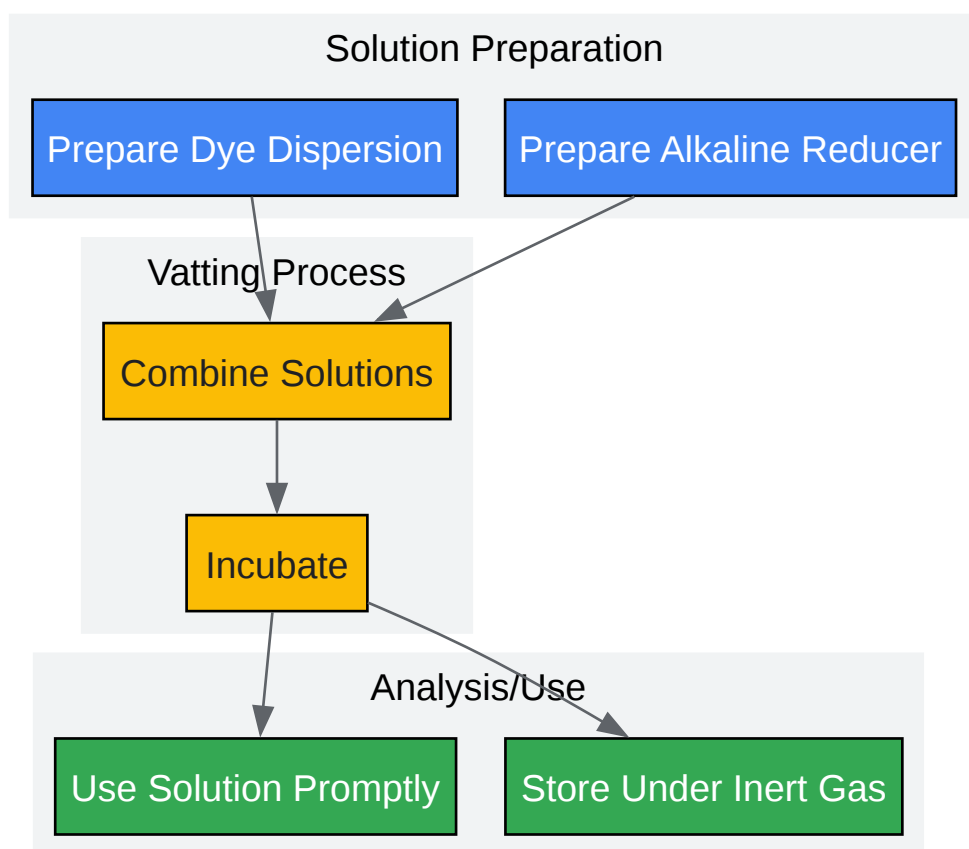 Solution Preparation
Prepare Dye Dispersion
Prepare Alkaline Reducer
Vatting Process
Combine Solutions
Incubate
Analysis/Use
Use Solution Promptly
Store Under Inert Gas